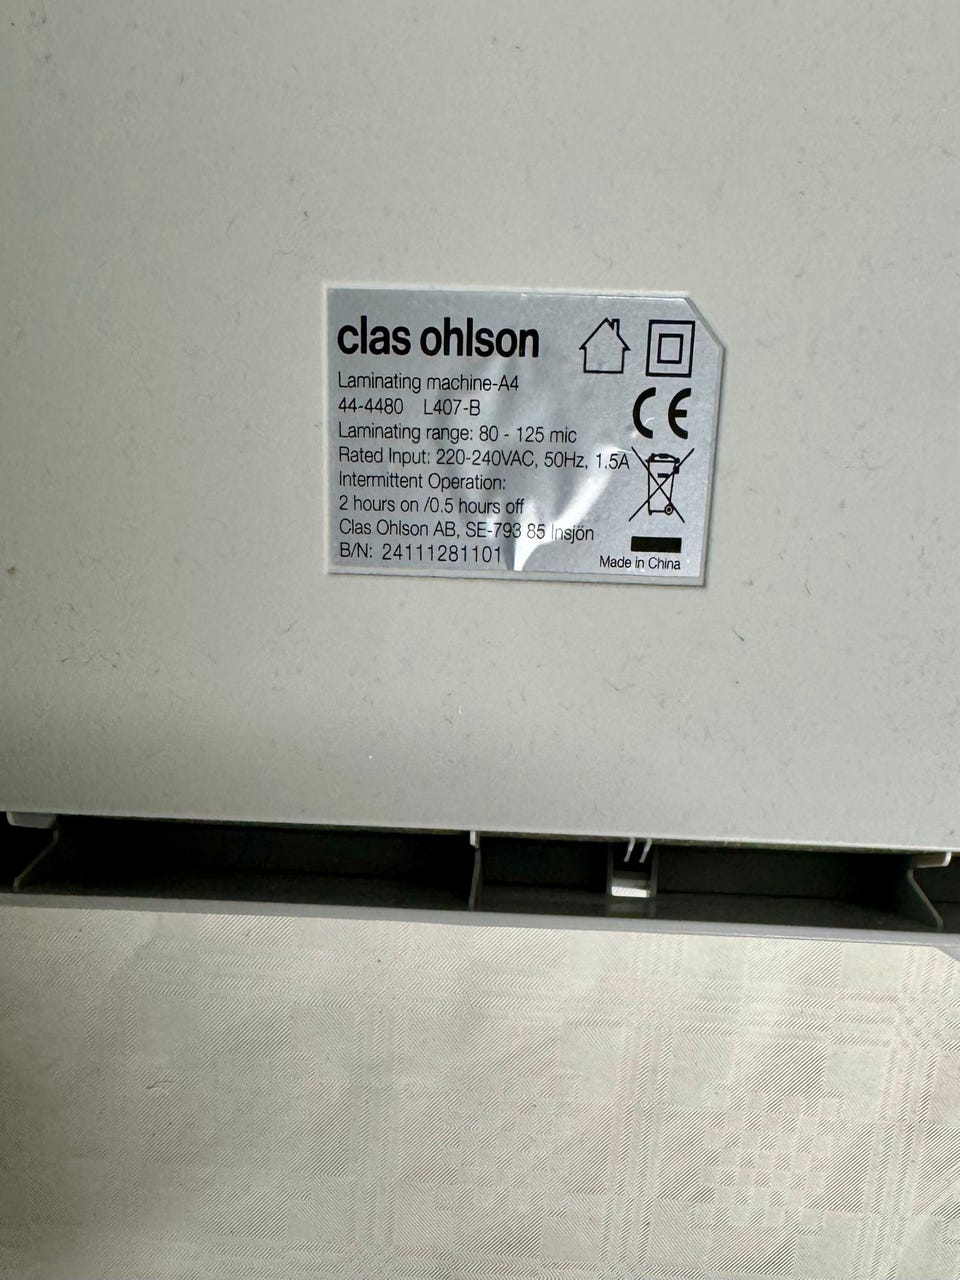 clas ohlson
Laminating machine-A4
44-4480 L407-B
Laminating range: 80 - 125 mic
Rated Input: 220-240VAC, 50Hz, 1.5A
Intermittent Operation:
2 hours on /0.5 hours off
Clas Ohlson AB, SE-793 85 Insjön
B/N: 24111281101
CE
Made in China